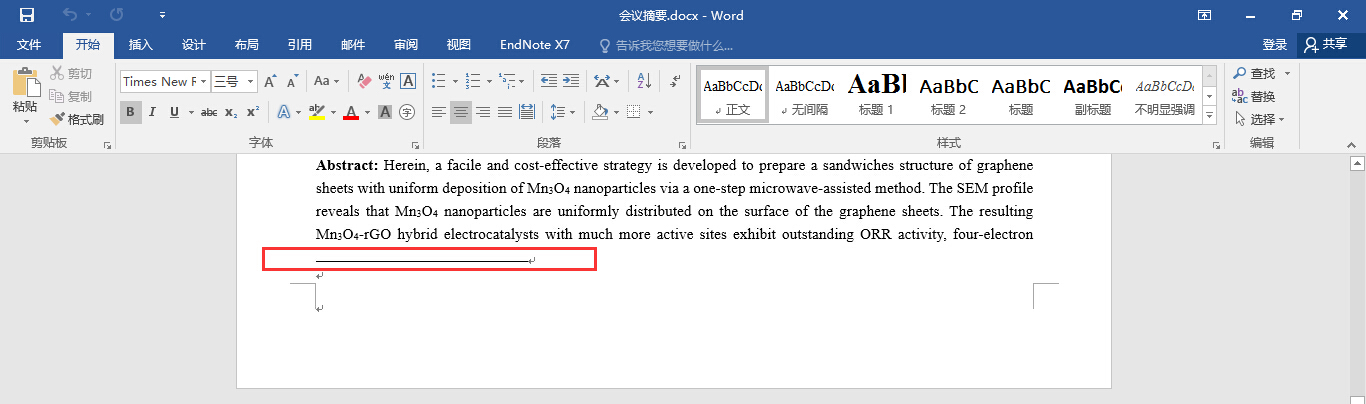 会议摘要.docx - Word
文件 开始 插入 设计 布局 引用 邮件 审阅 视图 EndNote X7 告诉我您想要做什么... 登录 共享
剪切 Times New R 三号 Aa wén AaBbCcDc AaBbCcDc AaBl AaBbC AaBbC AaBbCc AaBbCcDc 查找
粘贴 复制 替换
格式刷 B I U abc x₂ x² A ab A A 字 正文 无间隔 标题 1 标题 2 标题 副标题 不明显强调 选择
剪贴板 字体 段落 样式 编辑
Abstract: Herein, a facile and cost-effective strategy is developed to prepare a sandwiches structure of graphene
sheets with uniform deposition of Mn₃O₄ nanoparticles via a one-step microwave-assisted method. The SEM profile
reveals that Mn₃O₄ nanoparticles are uniformly distributed on the surface of the graphene sheets. The resulting
Mn₃O₄-rGO hybrid electrocatalysts with much more active sites exhibit outstanding ORR activity, four-electron